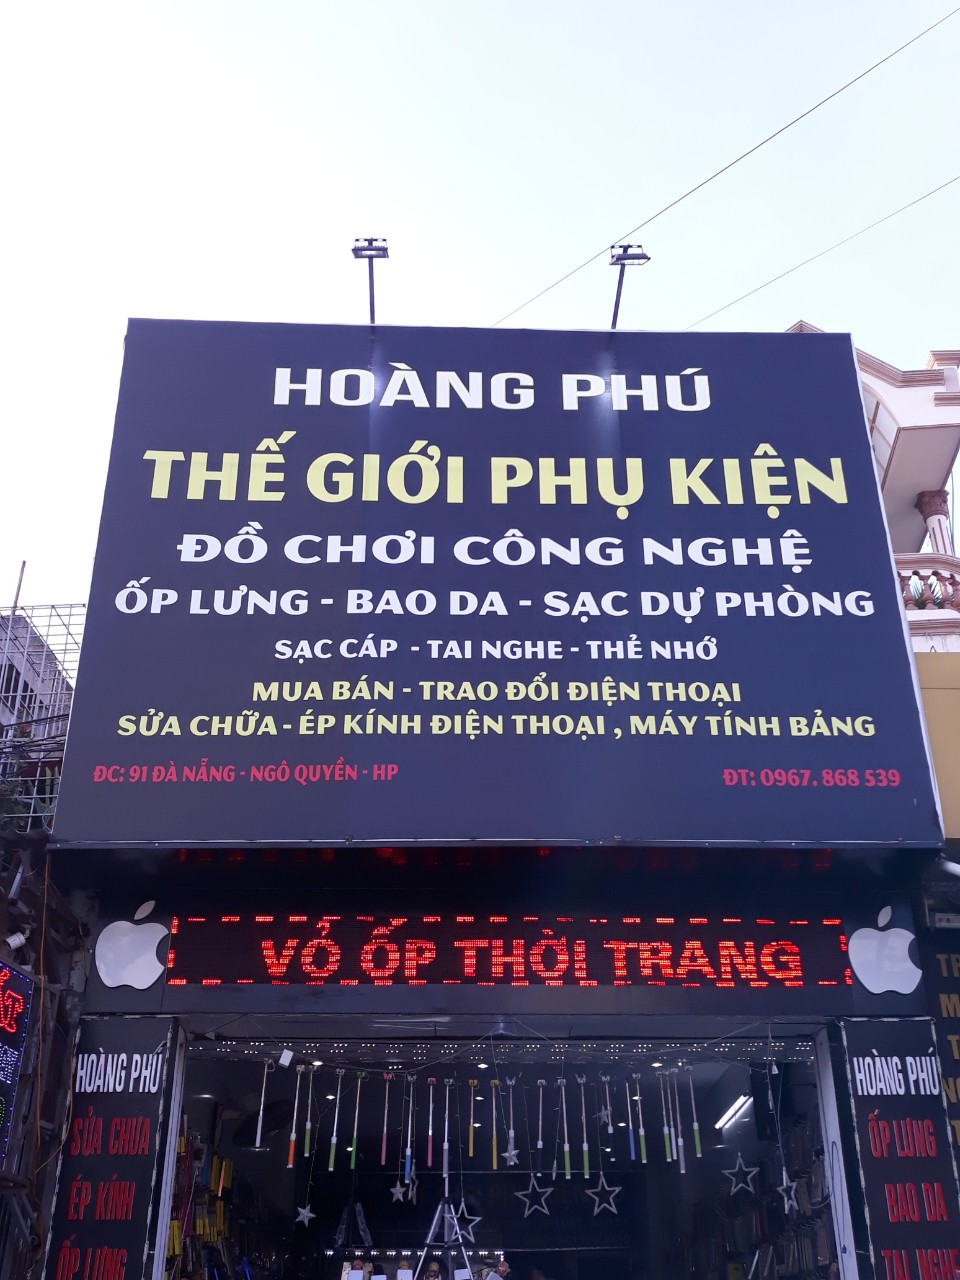 HOÀNG PHÚ
THẾ GIỚI PHỤ KIỆN
ĐỒ CHƠI CÔNG NGHỆ
ỐP LƯNG - BAO DA - SẠC DỰ PHÒNG
SẠC CÁP - TAI NGHE - THẺ NHỚ
MUA BÁN - TRAO ĐỔI ĐIỆN THOẠI
SỬA CHỮA - ÉP KÍNH ĐIỆN THOẠI , MÁY TÍNH BẢNG
ĐC: 91 ĐÀ NẴNG - NGÔ QUYỀN - HP
ĐT: 0967. 868 539
VỎ ỐP THỜI TRANG
HOÀNG PHÚ
SỬA CHỮA
ÉP KÍNH
ỐP LƯNG
HOÀNG PHÚ
ỐP LƯNG
BAO DA
TAI NGHE